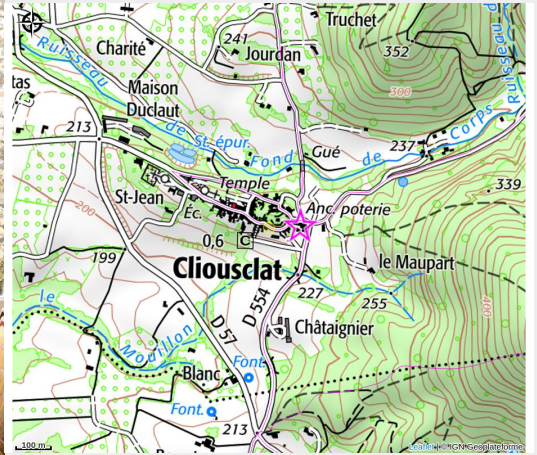 Truchet
241
Charité
Jourdan
352
Ruisseau
Ruisseau d
tas
Maison
Duclaut
300
213
de
St épur.
237
Corps
Fond
de
Gué
Temple
339
St-Jean
Éc.
Anc. poterie
200
0,6
C
199
Cliousclat
le Maupart
227
255
le
Mouillon
D 554
400
D 57
Châtaignier
Font.
Blanc
Font.
213
100 m
Leaflet | © IGN Geoplateforme